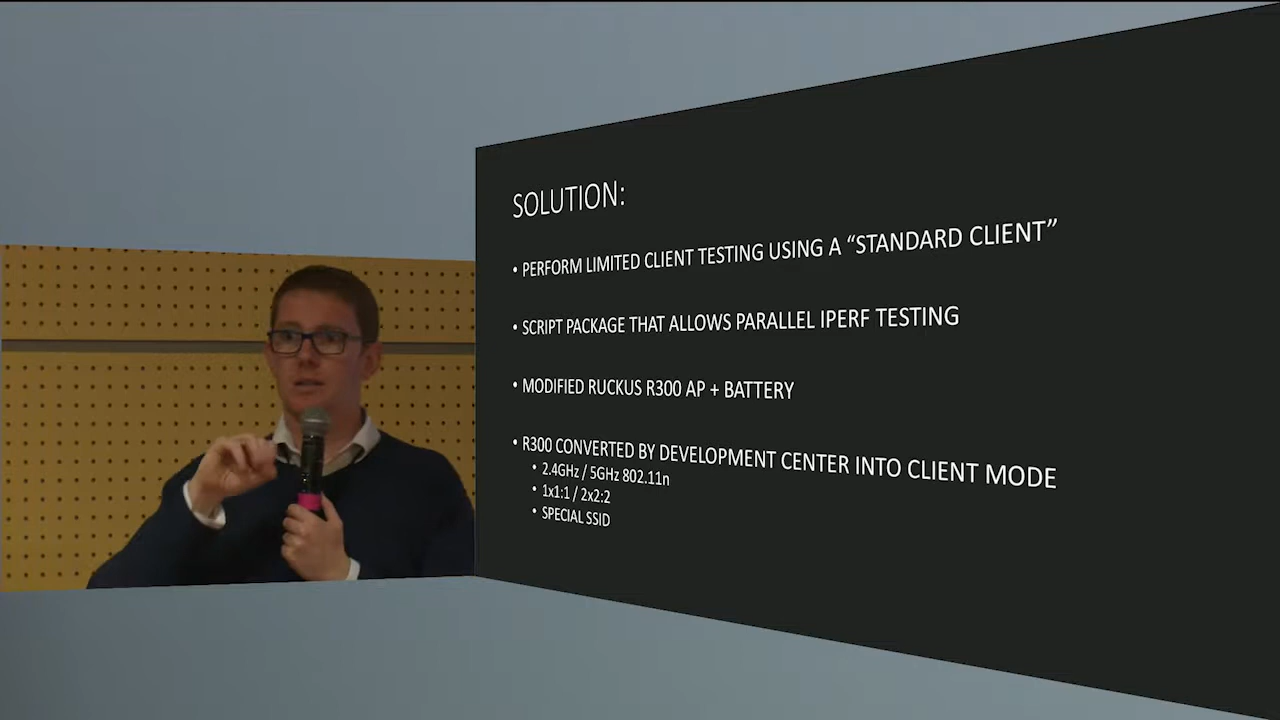 SOLUTION:
• PERFORM LIMITED CLIENT TESTING USING A “STANDARD CLIENT”
• SCRIPT PACKAGE THAT ALLOWS PARALLEL IPERF TESTING
• MODIFIED RUCKUS R300 AP + BATTERY
• R300 CONVERTED BY DEVELOPMENT CENTER INTO CLIENT MODE
• 2.4GHz / 5GHz 802.11n
• 1x1:1 / 2x2:2
• SPECIAL SSID